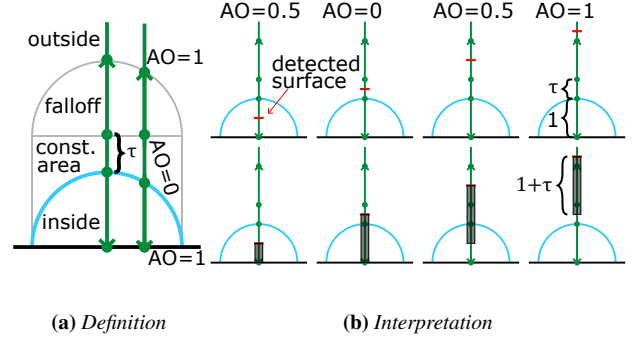 outside
AO=1
falloff
const.
area
τ
AO=0
inside
AO=1
AO=0.5
AO=0
AO=0.5
AO=1
detected
surface
τ
1
1+τ
(a) Definition
(b) Interpretation